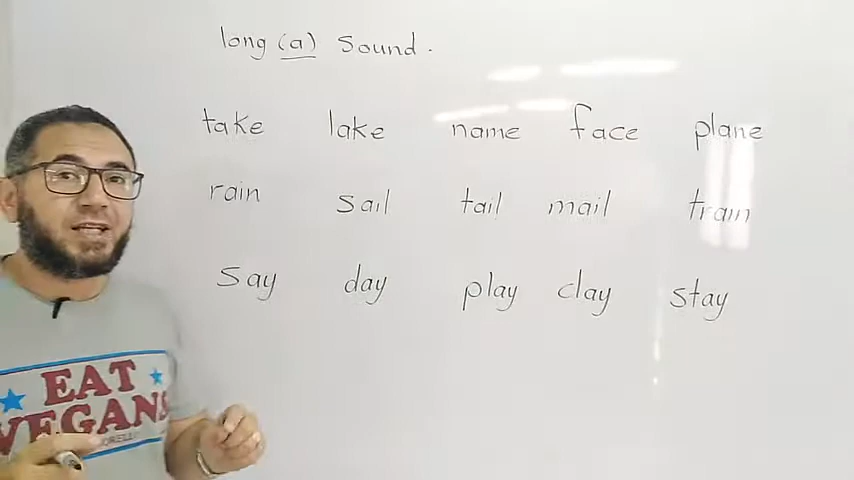 long (a) sound.
take lake name face plane
rain sail tail mail train
say day play clay stay
EAT
VEGANS